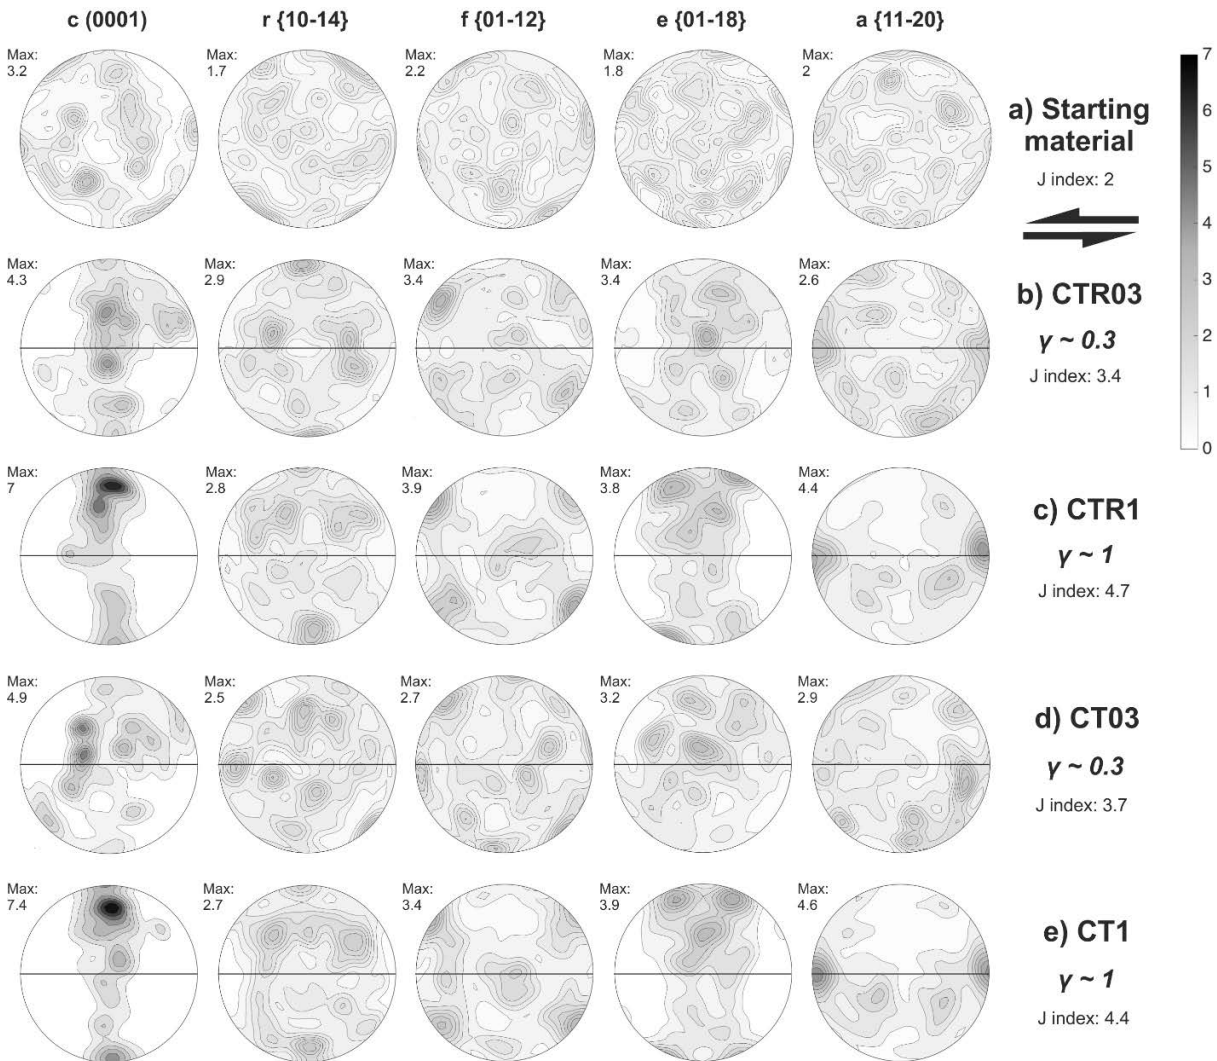 c (0001) r {10-14} f {01-12} e {01-18} a {11-20}
Max: Max: Max: Max: Max:
3.2 1.7 2.2 1.8 2
7
6
5
4
3
2
1
0
a) Starting
material
J index: 2
Max: Max: Max: Max: Max:
4.3 2.9 3.4 3.4 2.6
b) CTR03
γ ~ 0.3
J index: 3.4
Max: Max: Max: Max: Max:
7 2.8 3.9 3.8 4.4
c) CTR1
γ ~ 1
J index: 4.7
Max: Max: Max: Max: Max:
4.9 2.5 2.7 3.2 2.9
d) CT03
γ ~ 0.3
J index: 3.7
Max: Max: Max: Max: Max:
7.4 2.7 3.4 3.9 4.6
e) CT1
γ ~ 1
J index: 4.4